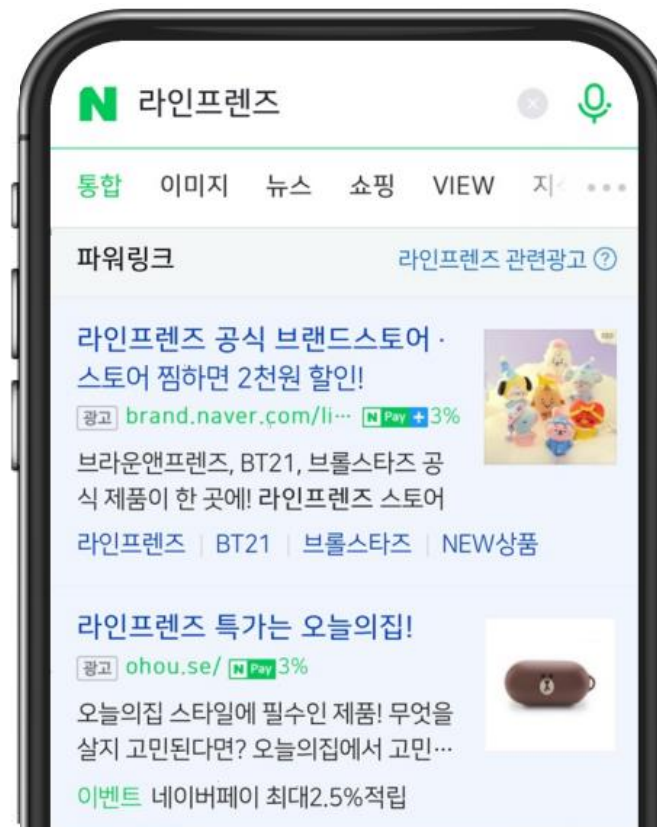 N 라인프렌즈
통합 이미지 뉴스 쇼핑 VIEW 지
파워링크 라인프렌즈 관련광고 ?
라인프렌즈 공식 브랜드스토어 ·
스토어 찜하면 2천원 할인!
광고 brand.naver.com/li… N Pay + 3%
브라운앤프렌즈, BT21, 브롤스타즈 공
식 제품이 한 곳에! 라인프렌즈 스토어
라인프렌즈 | BT21 | 브롤스타즈 | NEW상품
라인프렌즈 특가는 오늘의집!
광고 ohou.se/ N Pay 3%
오늘의집 스타일에 필수인 제품! 무엇을
살지 고민된다면? 오늘의집에서 고민…
이벤트 네이버페이 최대2.5%적립